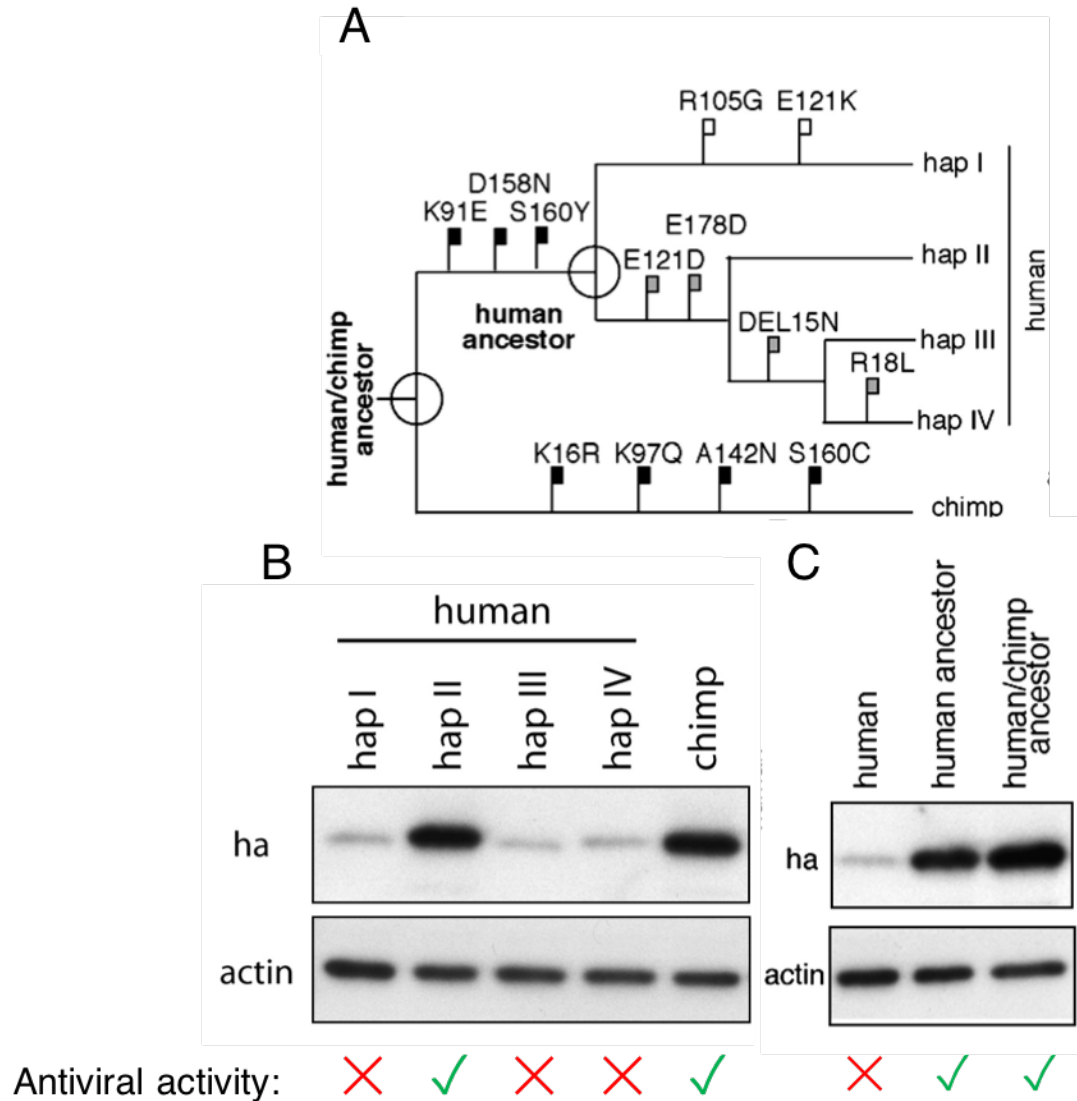 A
R105G E121K
hap I
D158N
K91E S160Y
E178D
E121D
hap II
human
ancestor
DEL15N
hap III
R18L
hap IV
human
human/chimp
ancestor
K16R K97Q A142N S160C
chimp
B
human
hap I
hap II
hap III
hap IV
chimp
ha
actin
C
human
human ancestor
human/chimp
ancestor
ha
actin
Antiviral activity: